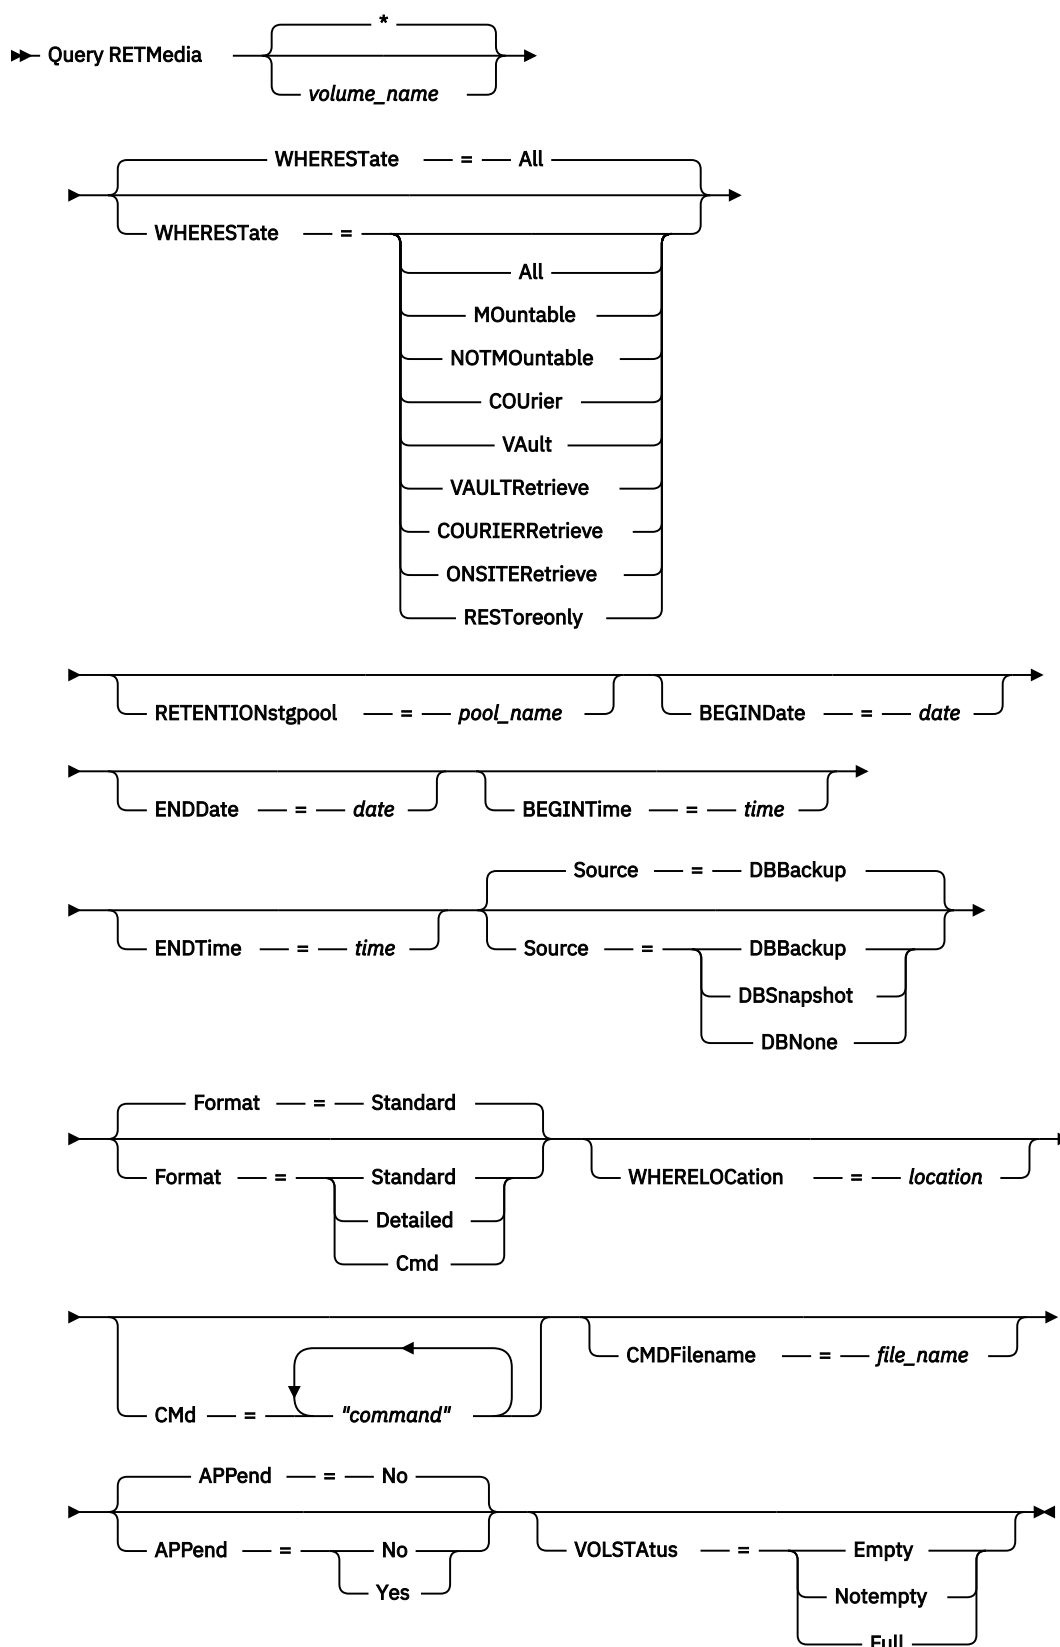 *
Query RETMedia
volume_name
WHERESTate = All
WHERESTate =
All
MOuntable
NOTMOuntable
COUrier
VAult
VAULTRetrieve
COURIERRetrieve
ONSITERetrieve
RESToreonly
RETENTIONstgpool = pool_name BEGINDate = date
ENDDate = date BEGINTime = time
Source = DBBackup
ENDTime = time Source = DBBackup
DBSnapshot
DBNone
Format = Standard
Format = Standard WHERELOCation = location
Detailed
Cmd
CMDFilename = file_name
CMd = "command"
APPend = No
APPend = No VOLSTAtus = Empty
Yes Notempty
Full